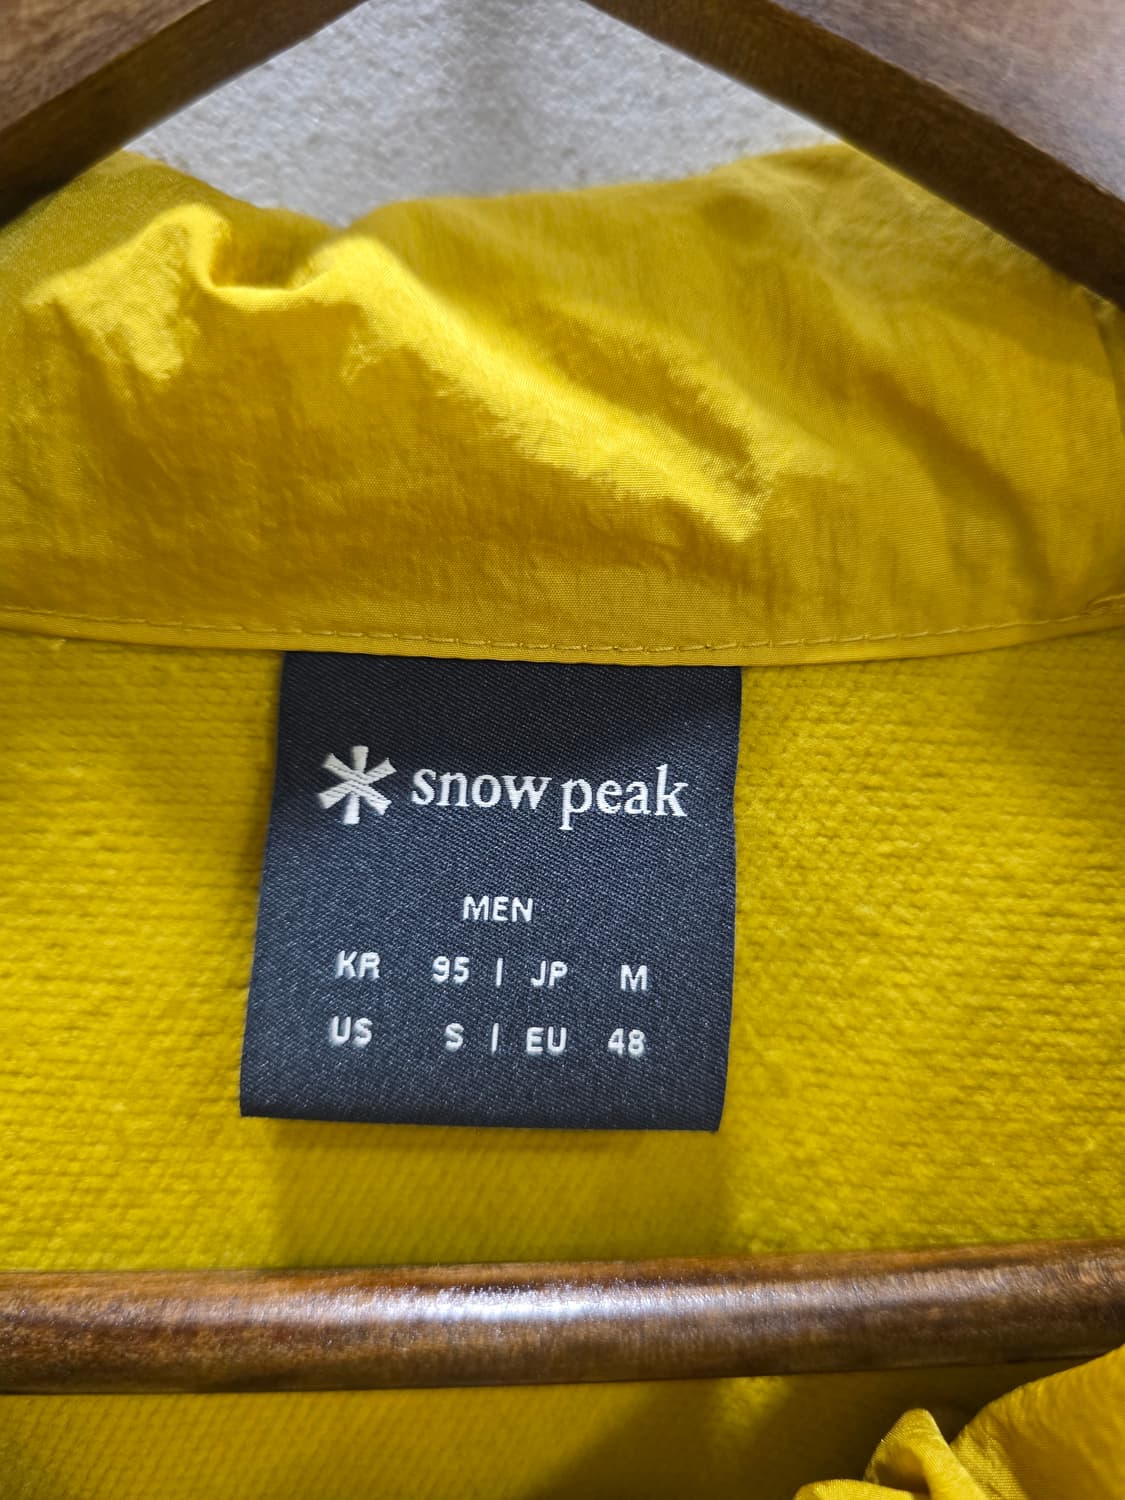 snow peak
MEN
KR 95 | JP M
US S | EU 48